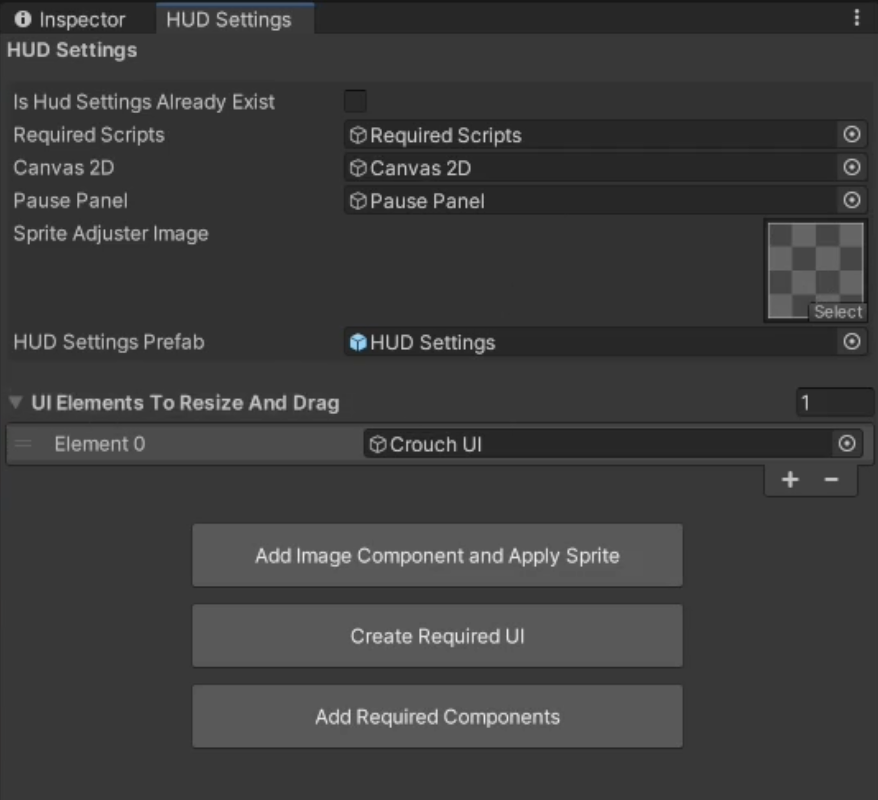 Inspector HUD Settings
HUD Settings
Is Hud Settings Already Exist
Required Scripts Required Scripts
Canvas 2D Canvas 2D
Pause Panel Pause Panel
Sprite Adjuster Image
Select
HUD Settings Prefab HUD Settings
UI Elements To Resize And Drag 1
Element 0 Crouch UI
+ −
Add Image Component and Apply Sprite
Create Required UI
Add Required Components